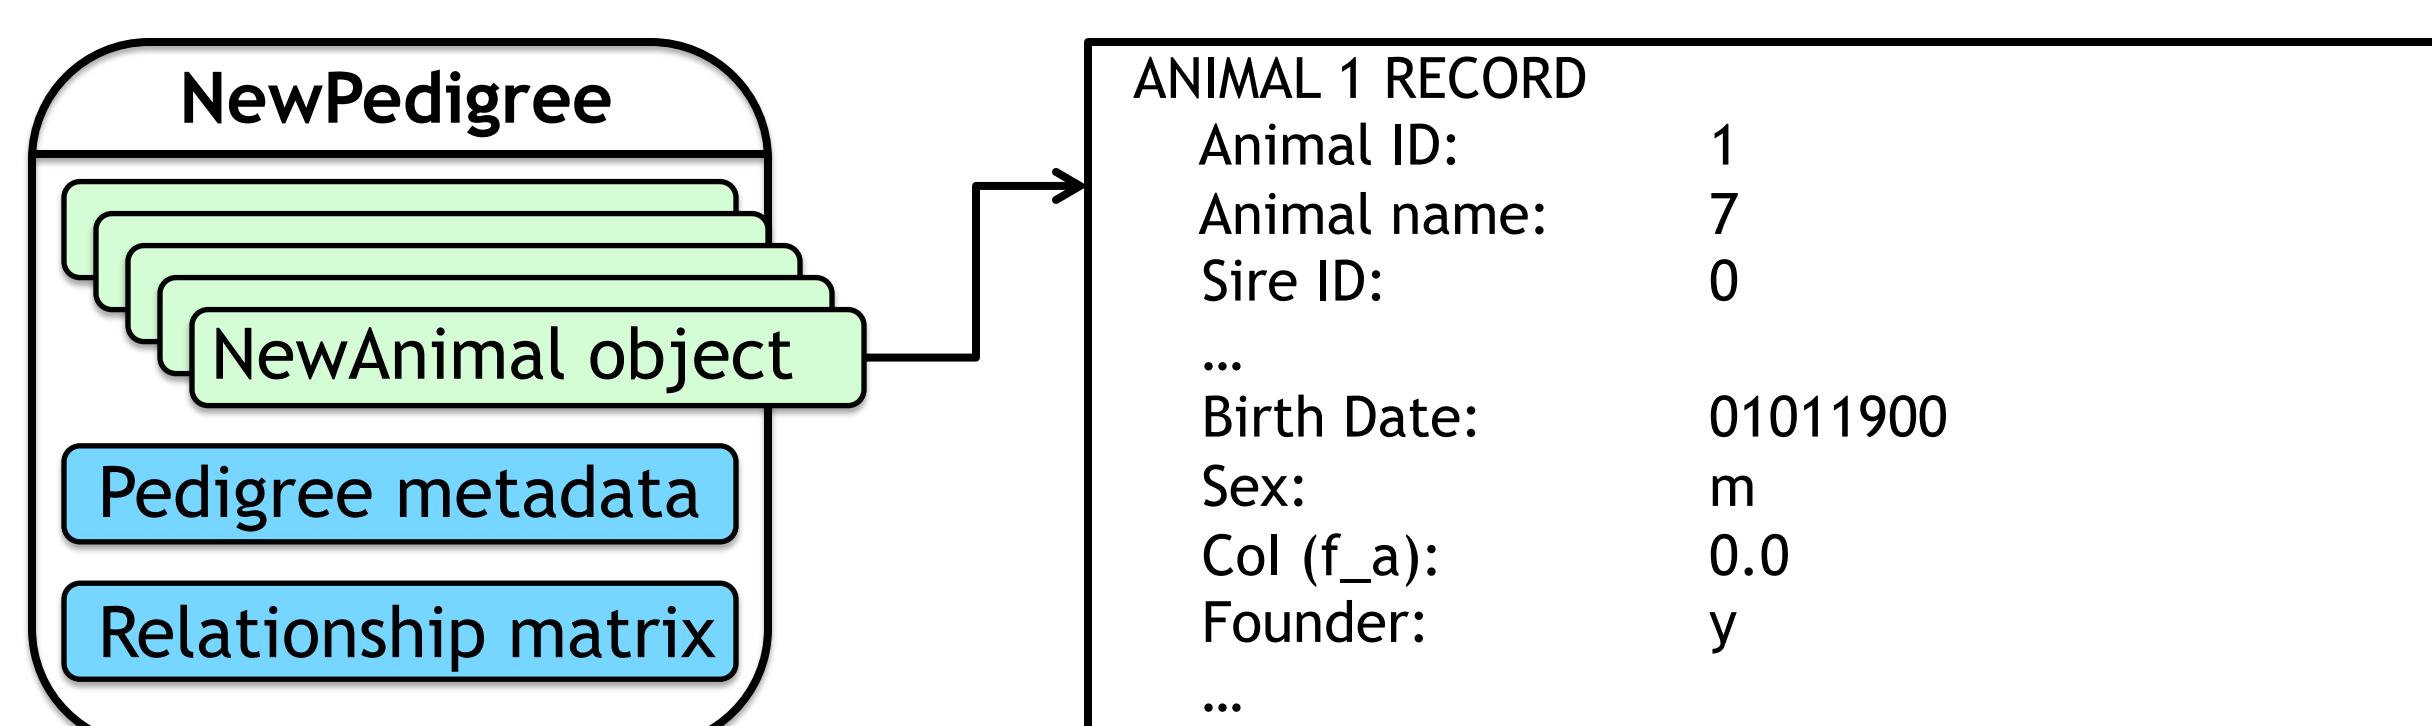 NewPedigree
NewAnimal object
Pedigree metadata
Relationship matrix
ANIMAL 1 RECORD
Animal ID: 1
Animal name: 7
Sire ID: 0
…
Birth Date: 01011900
Sex: m
CoI (f_a): 0.0
Founder: y
…